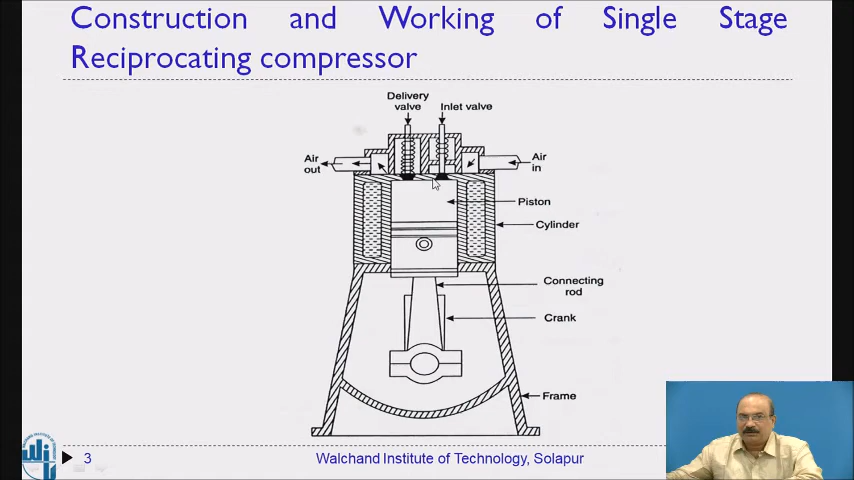 Construction and Working of Single Stage
Reciprocating compressor
Delivery
valve
Inlet valve
Air
out
Air
in
Piston
Cylinder
Connecting
rod
Crank
Frame
3
Walchand Institute of Technology, Solapur